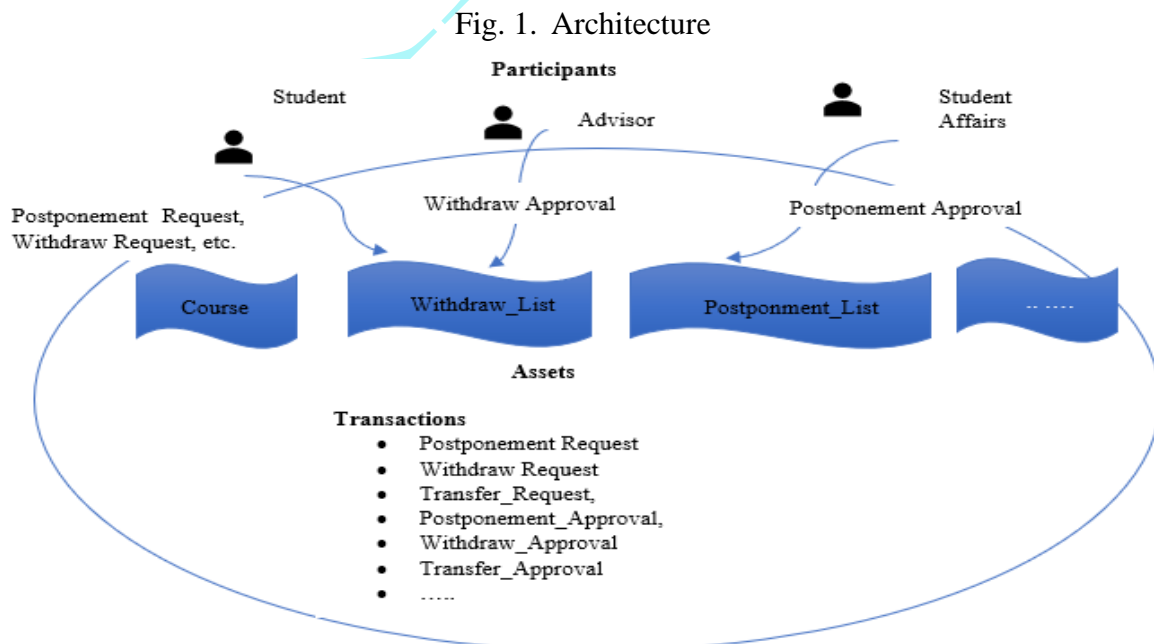 Fig. 1. Architecture
Participants
Student
Advisor
Student
Affairs
Postponement Request,
Withdraw Request, etc.
Withdraw Approval
Postponement Approval
Course
Withdraw_List
Postponment_List
.. ....
Assets
Transactions
• Postponement Request
• Withdraw Request
• Transfer_Request,
• Postponement_Approval,
• Withdraw_Approval
• Transfer_Approval
• .....